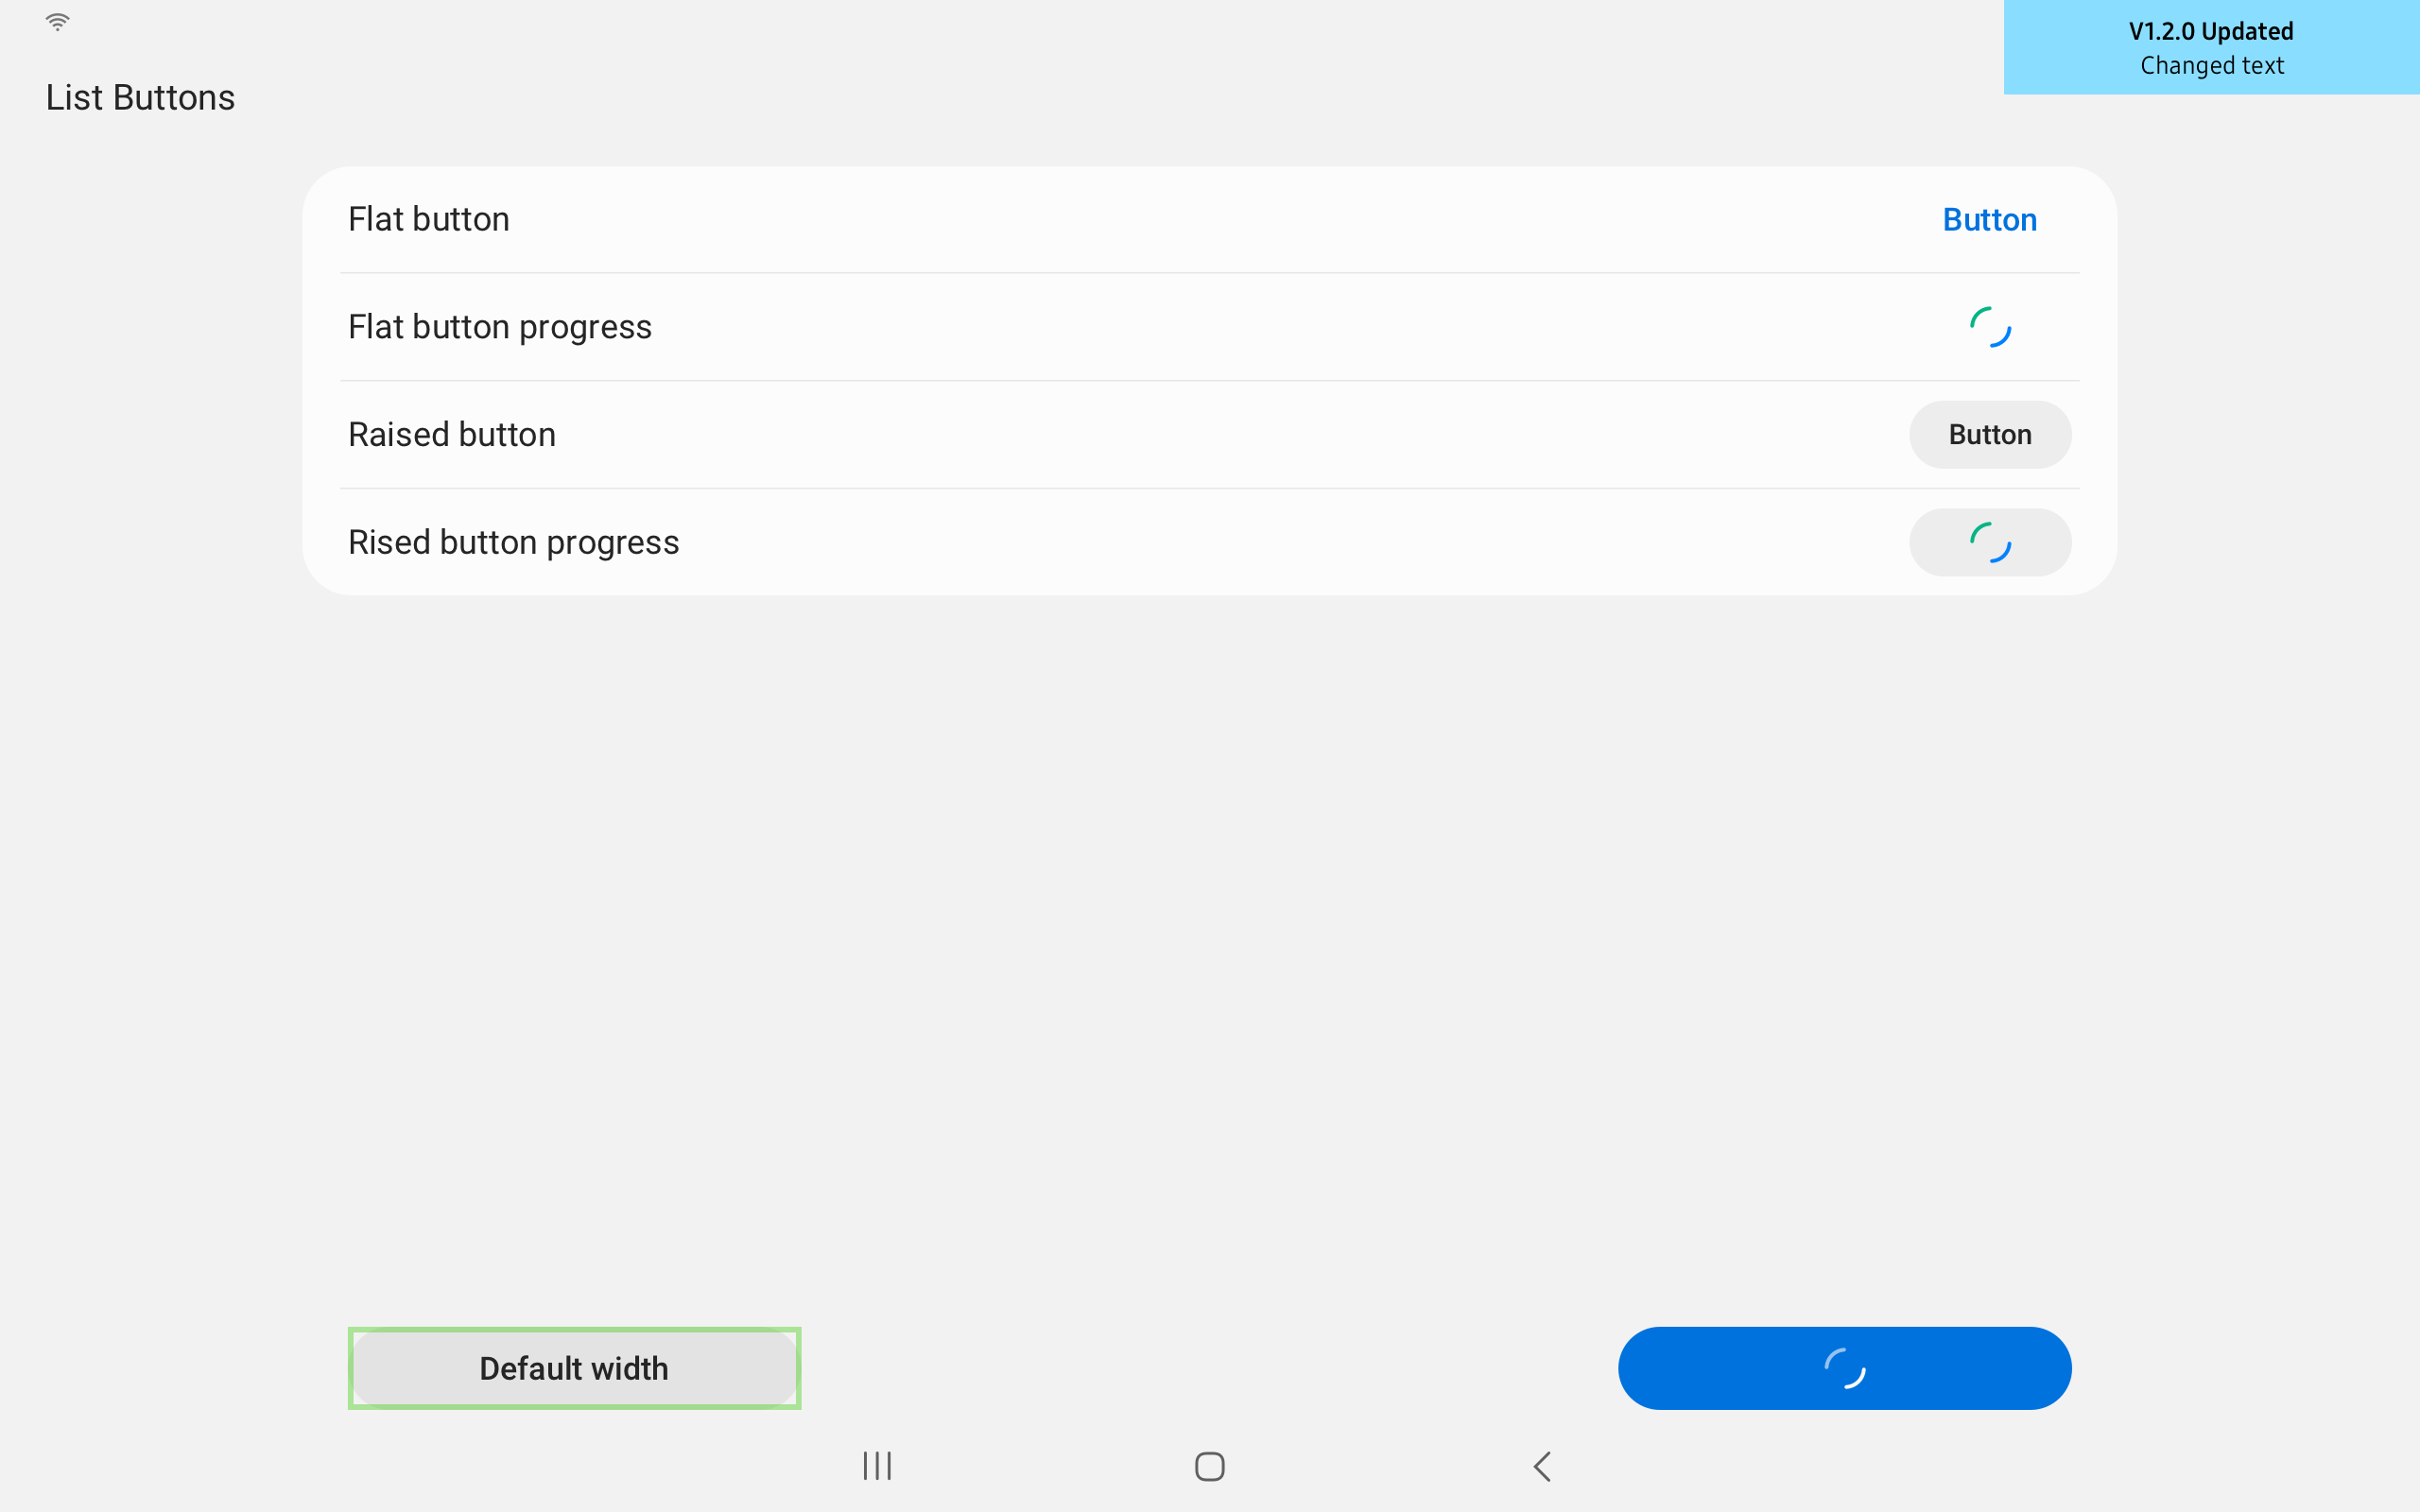 V1.2.0 Updated
Changed text
List Buttons
Flat button
Button
Flat button progress
Raised button
Button
Rised button progress
Default width